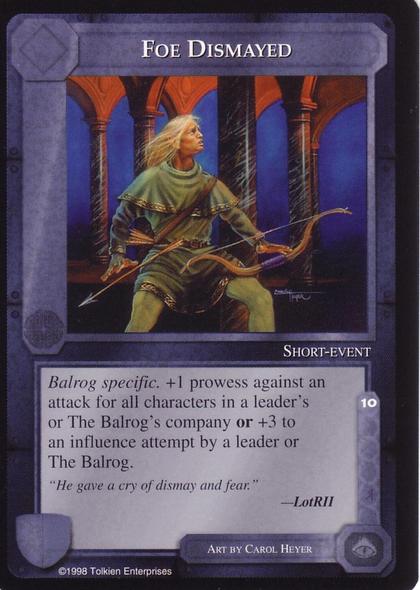 FOE DISMAYED
SHORT-EVENT
Balrog specific. +1 prowess against an
attack for all characters in a leader's
or The Balrog's company or +3 to
an influence attempt by a leader or
The Balrog.
10
"He gave a cry of dismay and fear."
—LotRII
ART BY CAROL HEYER
©1998 Tolkien Enterprises